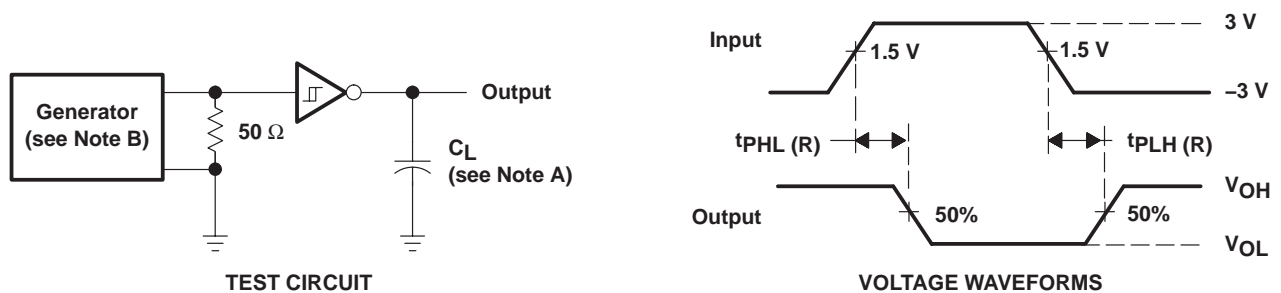 Generator
(see Note B)
50 Ω
CL
(see Note A)
Output
TEST CIRCUIT
Input
1.5 V
1.5 V
3 V
–3 V
tPHL (R)
tPLH (R)
Output
50%
50%
VOH
VOL
VOLTAGE WAVEFORMS